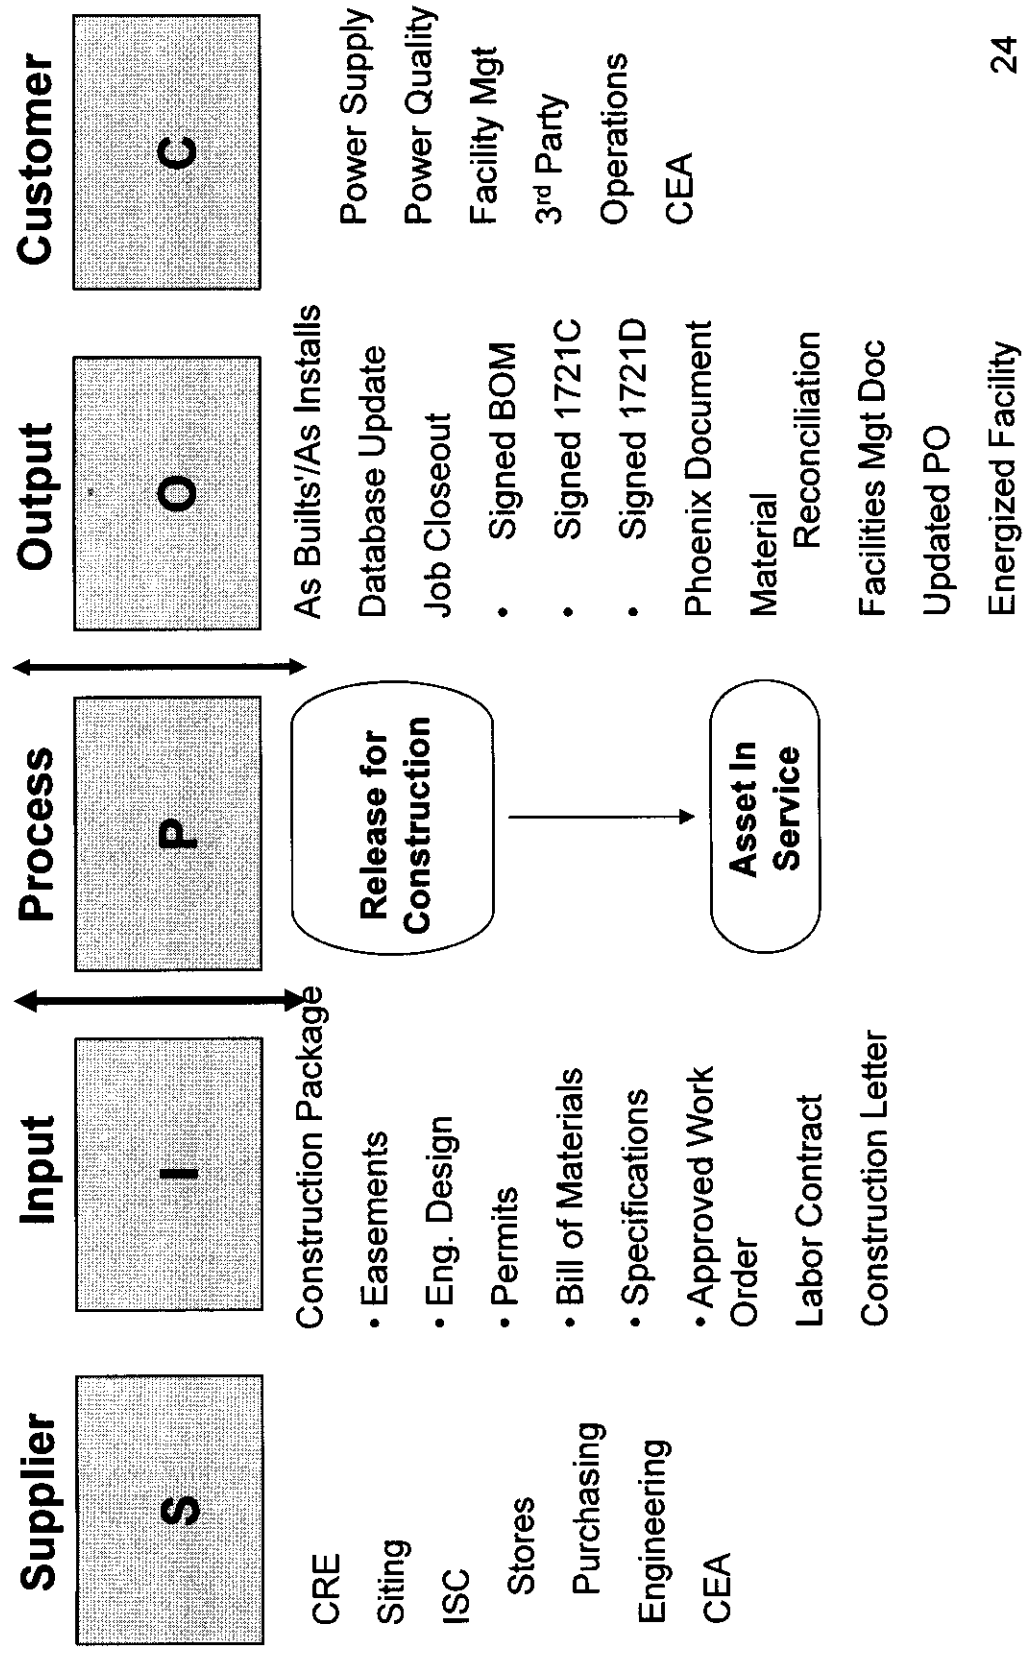 Supplier
S
CRE
Siting
ISC
Stores
Purchasing
Engineering
CEA
Input
I
Construction Package
• Easements
• Eng. Design
• Permits
• Bill of Materials
• Specifications
• Approved Work
Order
Labor Contract
Construction Letter
Process
P
Release for
Construction
Asset In
Service
Output
O
As Builts'/As Installs
Database Update
Job Closeout
• Signed BOM
• Signed 1721C
• Signed 1721D
Phoenix Document
Material
Reconciliation
Facilities Mgt Doc
Updated PO
Energized Facility
Customer
C
Power Supply
Power Quality
Facility Mgt
3rd Party
Operations
CEA
24